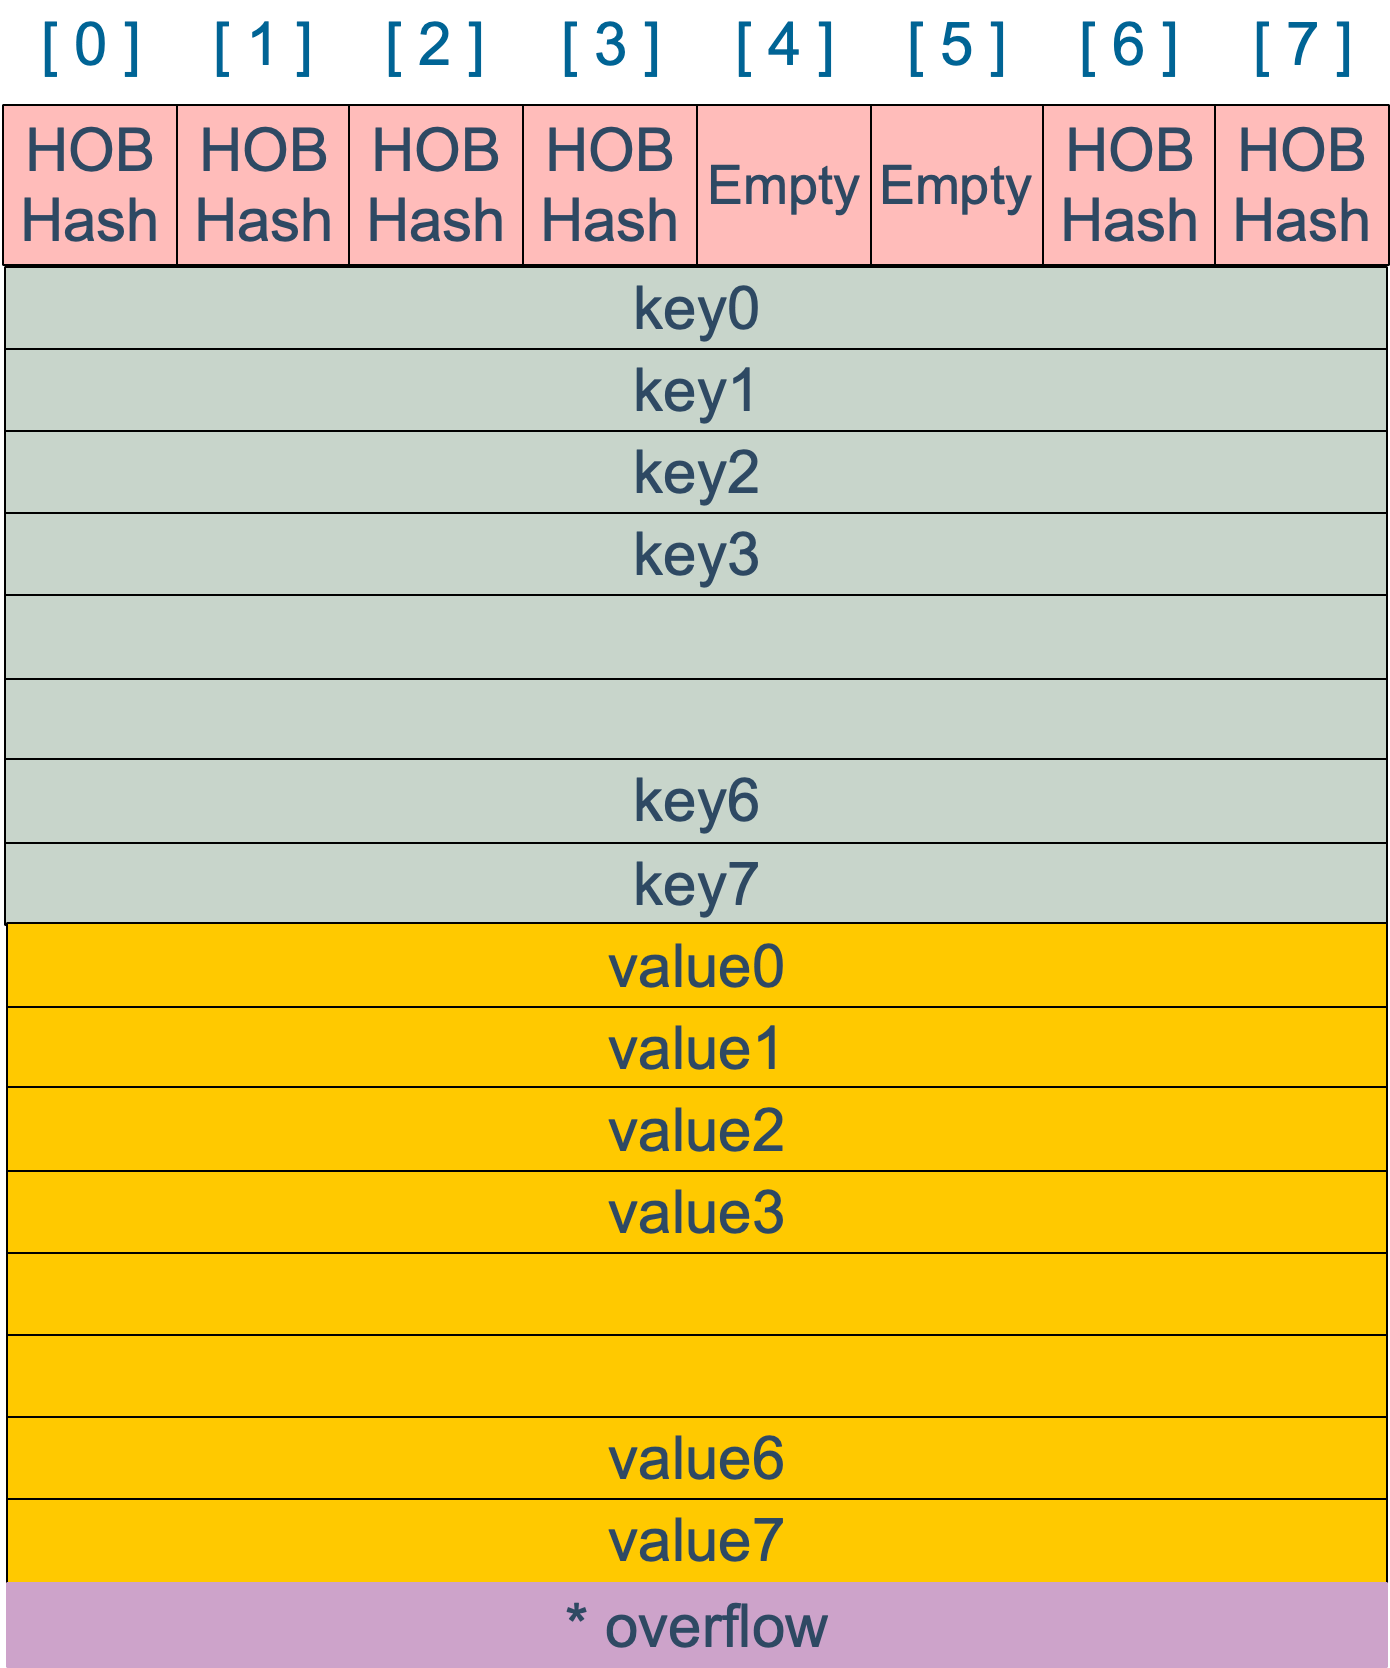 [ 0 ] [ 1 ] [ 2 ] [ 3 ] [ 4 ] [ 5 ] [ 6 ] [ 7 ]
HOB Hash
HOB Hash
HOB Hash
HOB Hash
Empty
Empty
HOB Hash
HOB Hash
key0
key1
key2
key3
key6
key7
value0
value1
value2
value3
value6
value7
* overflow